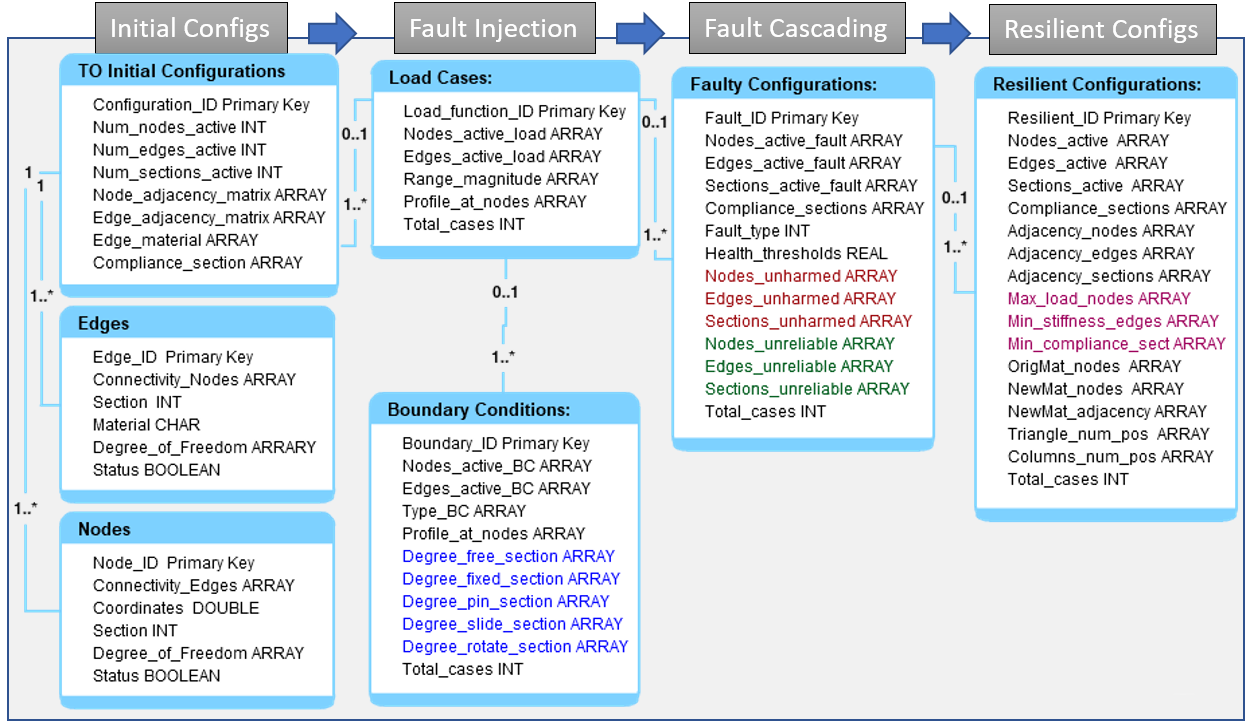 Initial Configs
Fault Injection
Fault Cascading
Resilient Configs
TO Initial Configurations
Configuration_ID Primary Key
Num_nodes_active INT
Num_edges_active INT
Num_sections_active INT
Node_adjacency_matrix ARRAY
Edge_adjacency_matrix ARRAY
Edge_material ARRAY
Compliance_section ARRAY
1
1
1..*
1..*
Edges
Edge_ID Primary Key
Connectivity_Nodes ARRAY
Section INT
Material CHAR
Degree_of_Freedom ARRARY
Status BOOLEAN
Nodes
Node_ID Primary Key
Connectivity_Edges ARRAY
Coordinates DOUBLE
Section INT
Degree_of_Freedom ARRAY
Status BOOLEAN
0..1
1..*
Load Cases:
Load_function_ID Primary Key
Nodes_active_load ARRAY
Edges_active_load ARRAY
Range_magnitude ARRAY
Profile_at_nodes ARRAY
Total_cases INT
0..1
1..*
Boundary Conditions:
Boundary_ID Primary Key
Nodes_active_BC ARRAY
Edges_active_BC ARRAY
Type_BC ARRAY
Profile_at_nodes ARRAY
Degree_free_section ARRAY
Degree_fixed_section ARRAY
Degree_pin_section ARRAY
Degree_slide_section ARRAY
Degree_rotate_section ARRAY
Total_cases INT
0..1
1..*
Faulty Configurations:
Fault_ID Primary Key
Nodes_active_fault ARRAY
Edges_active_fault ARRAY
Sections_active_fault ARRAY
Compliance_sections ARRAY
Fault_type INT
Health_thresholds REAL
Nodes_unharmed ARRAY
Edges_unharmed ARRAY
Sections_unharmed ARRAY
Nodes_unreliable ARRAY
Edges_unreliable ARRAY
Sections_unreliable ARRAY
Total_cases INT
0..1
1..*
Resilient Configurations:
Resilient_ID Primary Key
Nodes_active ARRAY
Edges_active ARRAY
Sections_active ARRAY
Compliance_sections ARRAY
Adjacency_nodes ARRAY
Adjacency_edges ARRAY
Adjacency_sections ARRAY
Max_load_nodes ARRAY
Min_stiffness_edges ARRAY
Min_compliance_sect ARRAY
OrigMat_nodes ARRAY
NewMat_nodes ARRAY
NewMat_adjacency ARRAY
Triangle_num_pos ARRAY
Columns_num_pos ARRAY
Total_cases INT